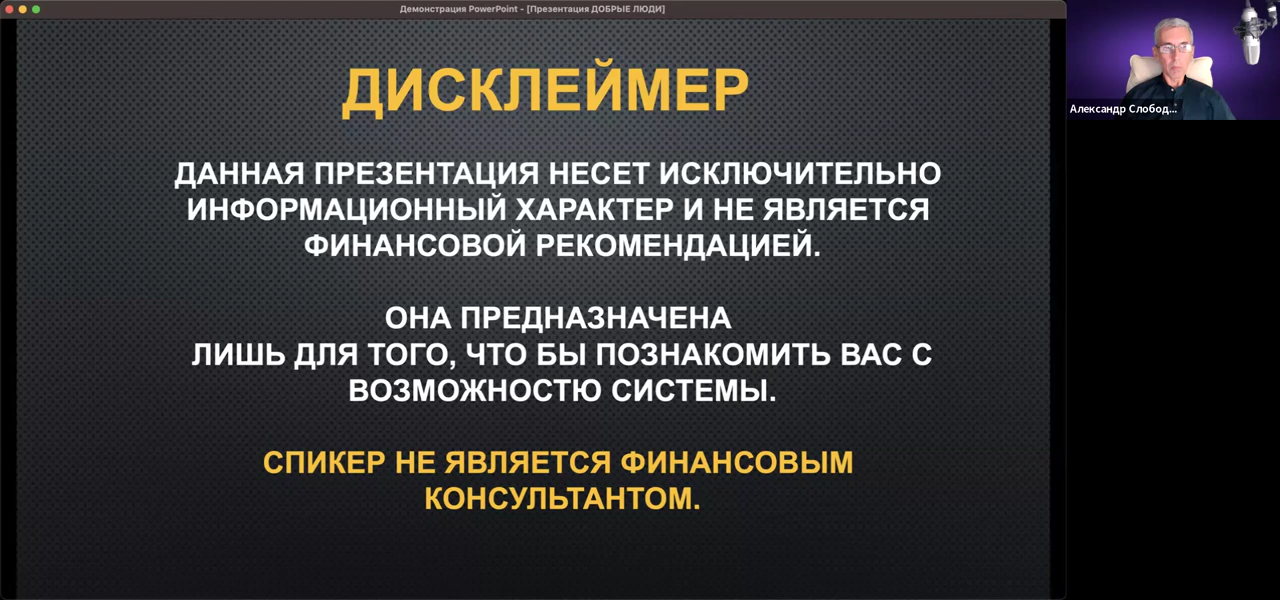 Демонстрация PowerPoint - [Презентация ДОБРЫЕ ЛЮДИ]
ДИСКЛЕЙМЕР
ДАННАЯ ПРЕЗЕНТАЦИЯ НЕСЕТ ИСКЛЮЧИТЕЛЬНО
ИНФОРМАЦИОННЫЙ ХАРАКТЕР И НЕ ЯВЛЯЕТСЯ
ФИНАНСОВОЙ РЕКОМЕНДАЦИЕЙ.
ОНА ПРЕДНАЗНАЧЕНА
ЛИШЬ ДЛЯ ТОГО, ЧТО БЫ ПОЗНАКОМИТЬ ВАС С
ВОЗМОЖНОСТЮ СИСТЕМЫ.
СПИКЕР НЕ ЯВЛЯЕТСЯ ФИНАНСОВЫМ
КОНСУЛЬТАНТОМ.
Александр Слобод...